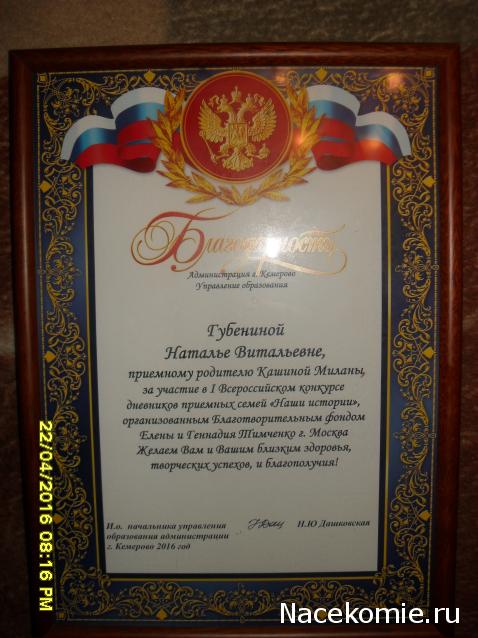 Благодарность
Администрация г. Кемерово
Управление образования
Губениной
Наталье Витальевне,
приемному родителю Кашиной Миланы,
за участие в I Всероссийском конкурсе
дневников приемных семей «Наши истории»,
организованным Благотворительным фондом
Елены и Геннадия Тимченко г. Москва
Желаем Вам и Вашим близким здоровья,
творческих успехов, и благополучия!
И.о. начальника управления
образования администрации
г. Кемерово 2016 год
Н.Ю Дашковская
22/04/2016 08:16 PM
Nacekomie.ru